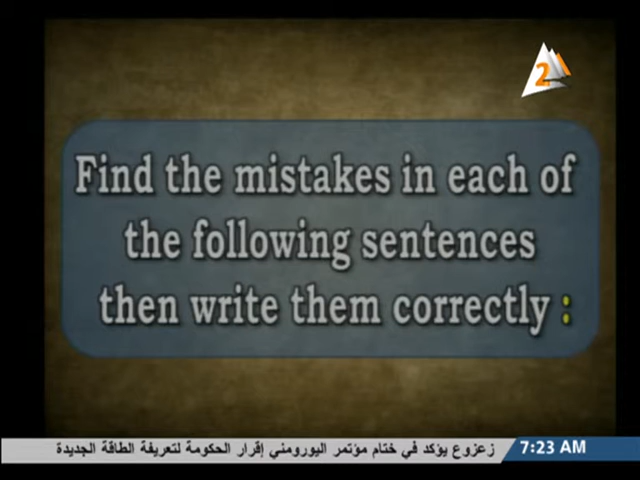 2
Find the mistakes in each of
the following sentences
then write them correctly :
زعزوع يؤكد في ختام مؤتمر اليورومني إقرار الحكومة لتعريفة الطاقة الجديدة
7:23 AM